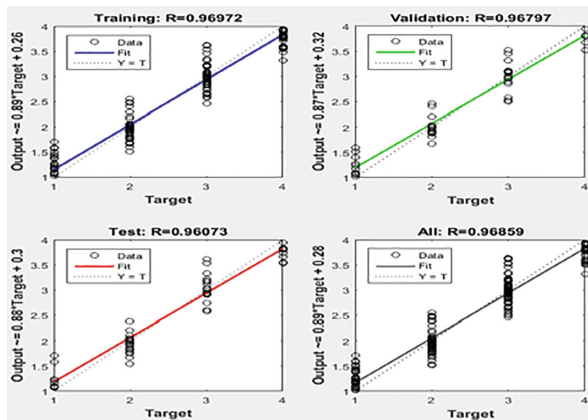 Training: R=0.96972
Output ~= 0.89*Target + 0.26
4
3.5
3
2.5
2
1.5
1
Data
Fit
Y = T
1 2 3 4
Target
Validation: R=0.96797
Output ~= 0.87*Target + 0.32
4
3.5
3
2.5
2
1.5
1
Data
Fit
Y = T
1 2 3 4
Target
Test: R=0.96073
Output ~= 0.88*Target + 0.3
4
3.5
3
2.5
2
1.5
1
Data
Fit
Y = T
1 2 3 4
Target
All: R=0.96859
Output ~= 0.89*Target + 0.28
4
3.5
3
2.5
2
1.5
1
Data
Fit
Y = T
1 2 3 4
Target